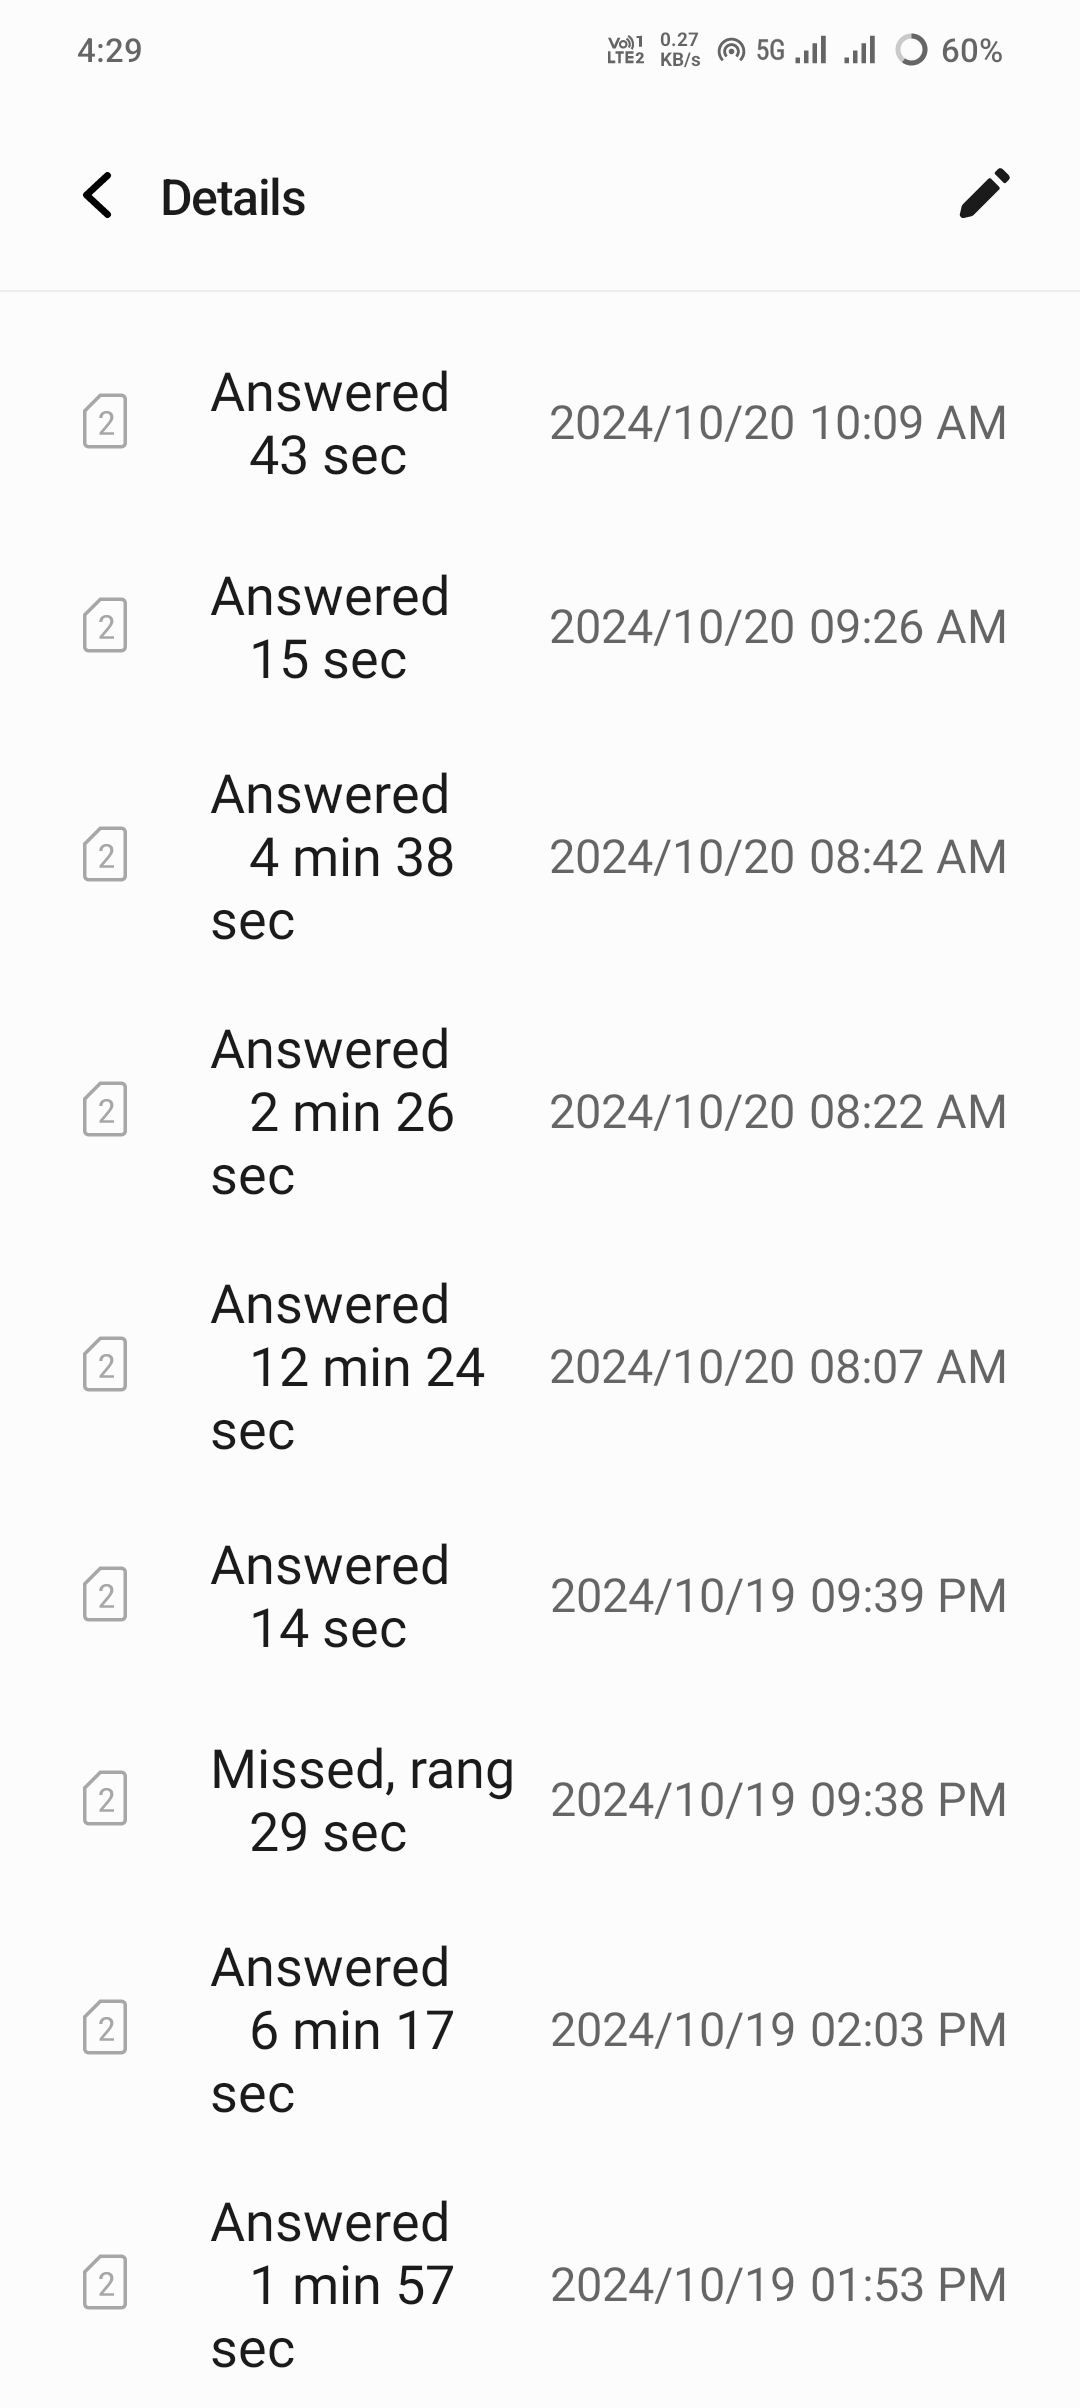 4:29
Vo)) 1 LTE2 0.27 KB/s 5G 60%
Details
2 Answered 43 sec 2024/10/20 10:09 AM
2 Answered 15 sec 2024/10/20 09:26 AM
2 Answered 4 min 38 sec 2024/10/20 08:42 AM
2 Answered 2 min 26 sec 2024/10/20 08:22 AM
2 Answered 12 min 24 sec 2024/10/20 08:07 AM
2 Answered 14 sec 2024/10/19 09:39 PM
2 Missed, rang 29 sec 2024/10/19 09:38 PM
2 Answered 6 min 17 sec 2024/10/19 02:03 PM
2 Answered 1 min 57 sec 2024/10/19 01:53 PM